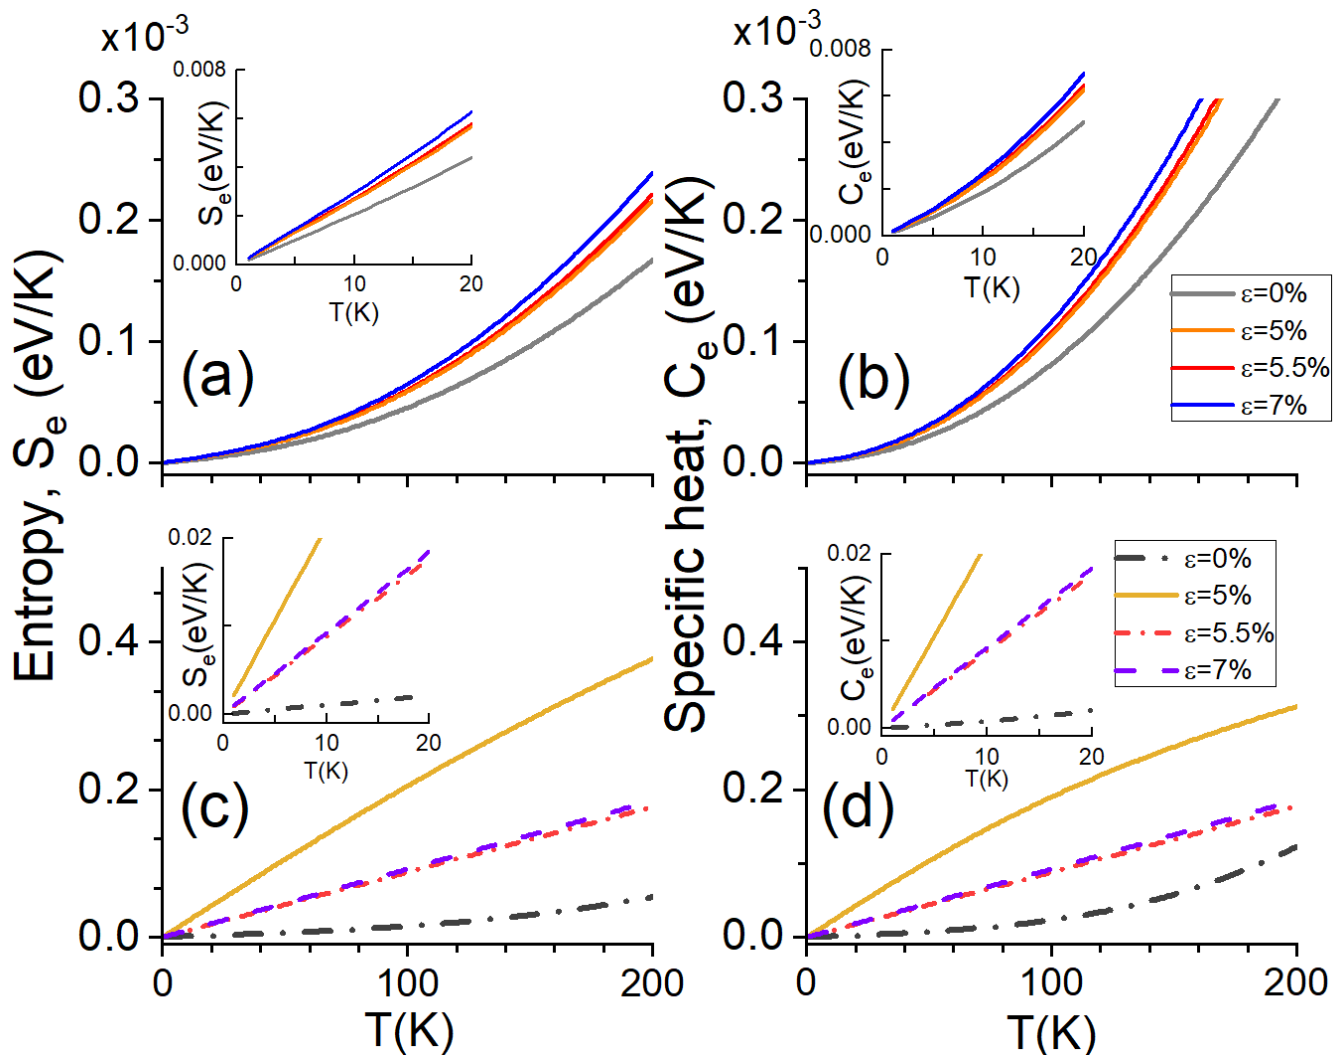 x10-3
x10-3
Entropy, Se (eV/K)
0.3
0.2
0.1
0.0
0.008
0.000
Se(eV/K)
0
10
20
T(K)
(a)
Specific heat, Ce (eV/K)
0.3
0.2
0.1
0.0
0.008
0.000
Ce(eV/K)
0
10
20
T(K)
(b)
ε=0%
ε=5%
ε=5.5%
ε=7%
0.4
0.2
0.0
0.02
0.00
Se(eV/K)
0
10
20
T(K)
(c)
0
100
200
T(K)
0.4
0.2
0.0
0.02
0.00
Ce(eV/K)
0
10
20
T(K)
(d)
ε=0%
ε=5%
ε=5.5%
ε=7%
0
100
200
T(K)